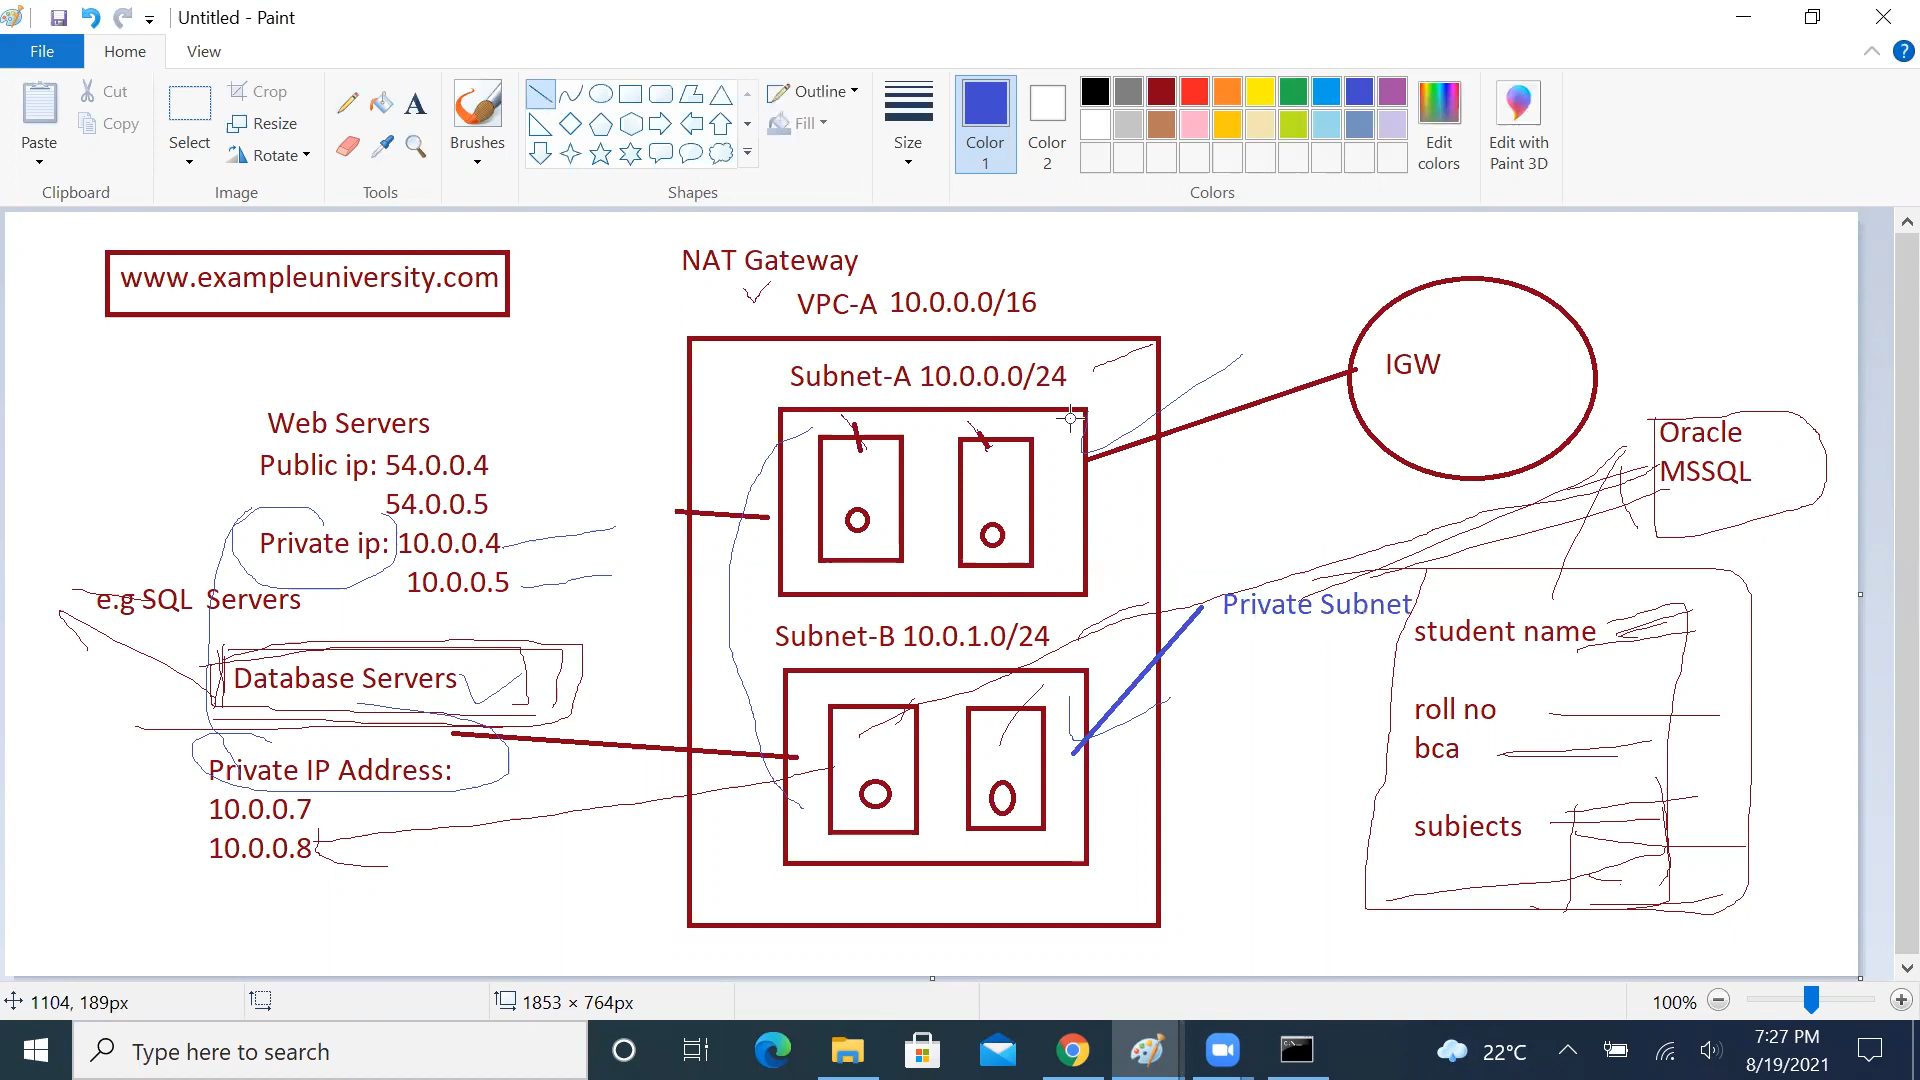 Untitled - Paint
File
Home
View
Paste
Cut
Copy
Clipboard
Select
Crop
Resize
Rotate
Image
A
Tools
Brushes
Shapes
Outline
Fill
Size
Color
1
Color
2
Colors
Edit
colors
Edit with
Paint 3D
www.exampleuniversity.com
NAT Gateway
VPC-A 10.0.0.0/16
Subnet-A 10.0.0.0/24
IGW
Web Servers
Public ip: 54.0.0.4
54.0.0.5
Private ip: 10.0.0.4
10.0.0.5
e.g SQL Servers
Oracle
MSSQL
Private Subnet
Subnet-B 10.0.1.0/24
Database Servers
Private IP Address:
10.0.0.7
10.0.0.8
student name
roll no
bca
subjects
1104, 189px
1853 × 764px
100%
Type here to search
22°C
7:27 PM
8/19/2021